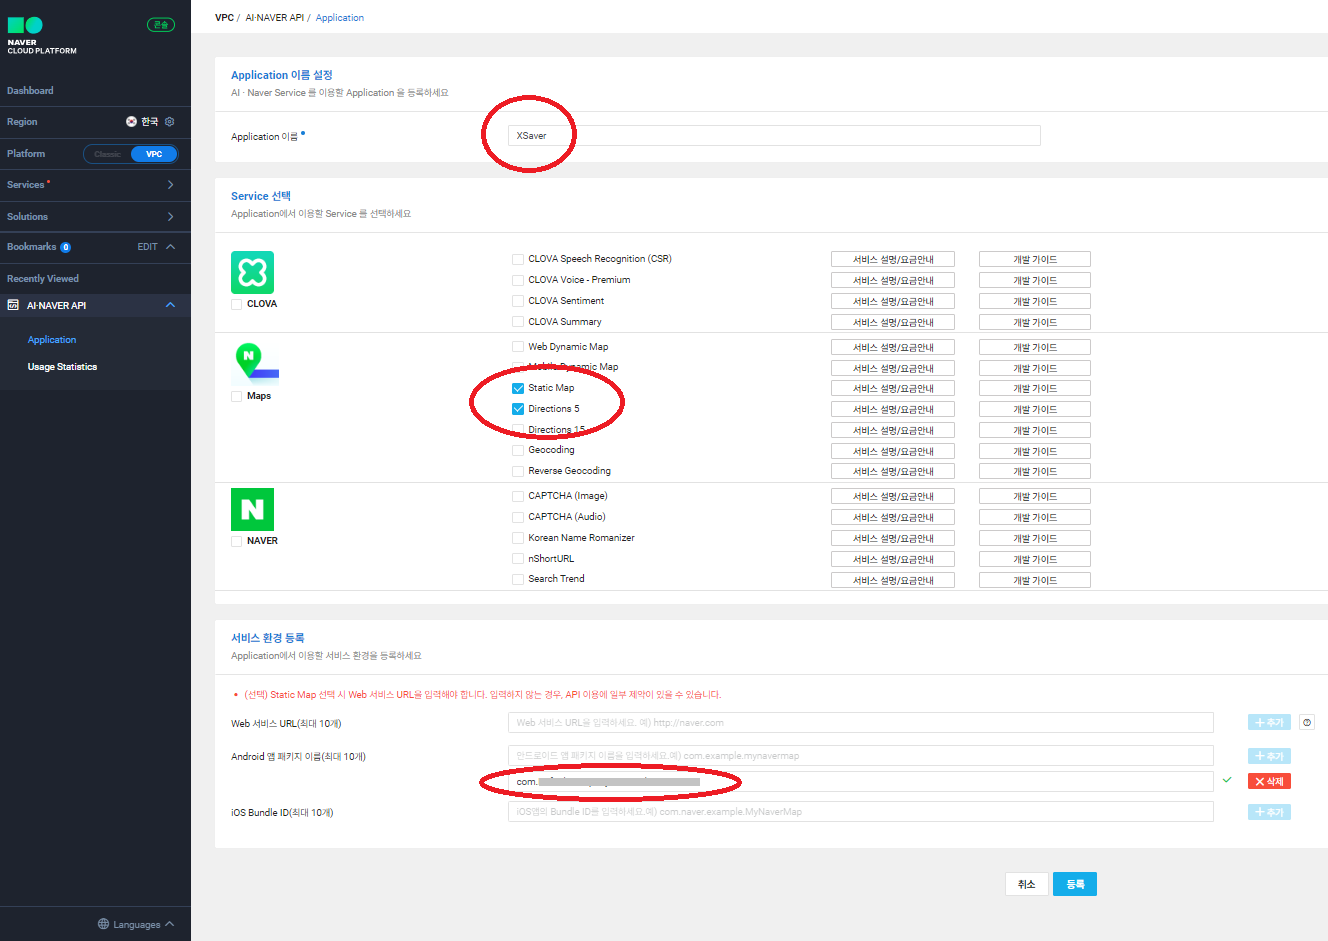 NAVER
CLOUD PLATFORM
콘솔
Dashboard
Region
한국
Platform
Classic
VPC
Services
Solutions
Bookmarks 0
EDIT
Recently Viewed
AI·NAVER API
Application
Usage Statistics
Languages
VPC / AI·NAVER API / Application
Application 이름 설정
AI · Naver Service 를 이용할 Application 을 등록하세요
Application 이름
XSaver
Service 선택
Application에서 이용할 Service 를 선택하세요
CLOVA
CLOVA Speech Recognition (CSR) 서비스 설명/요금안내 개발 가이드
CLOVA Voice - Premium 서비스 설명/요금안내 개발 가이드
CLOVA Sentiment 서비스 설명/요금안내 개발 가이드
CLOVA Summary 서비스 설명/요금안내 개발 가이드
N
Maps
Web Dynamic Map 서비스 설명/요금안내 개발 가이드
Mobile Dynamic Map 서비스 설명/요금안내 개발 가이드
Static Map 서비스 설명/요금안내 개발 가이드
Directions 5 서비스 설명/요금안내 개발 가이드
Directions 15 서비스 설명/요금안내 개발 가이드
Geocoding 서비스 설명/요금안내 개발 가이드
Reverse Geocoding 서비스 설명/요금안내 개발 가이드
N
NAVER
CAPTCHA (Image) 서비스 설명/요금안내 개발 가이드
CAPTCHA (Audio) 서비스 설명/요금안내 개발 가이드
Korean Name Romanizer 서비스 설명/요금안내 개발 가이드
nShortURL 서비스 설명/요금안내 개발 가이드
Search Trend 서비스 설명/요금안내 개발 가이드
서비스 환경 등록
Application에서 이용할 서비스 환경을 등록하세요
(선택) Static Map 선택 시 Web 서비스 URL을 입력해야 합니다. 입력하지 않는 경우, API 이용에 일부 제약이 있을 수 있습니다.
Web 서비스 URL(최대 10개)
Web 서비스 URL을 입력하세요. 예) http://naver.com
+ 추가
Android 앱 패키지 이름(최대 10개)
안드로이드 앱 패키지 이름을 입력하세요.예) com.example.mynavermap
+ 추가
com.
삭제
iOS Bundle ID(최대 10개)
iOS앱의 Bundle ID를 입력하세요.예) com.naver.example.MyNaverMap
+ 추가
취소
등록